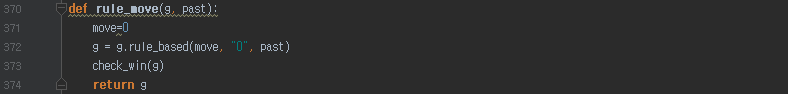 370 def rule_move(g, past):
371 move=0
372 g = g.rule_based(move, "O", past)
373 check_win(g)
374 return g